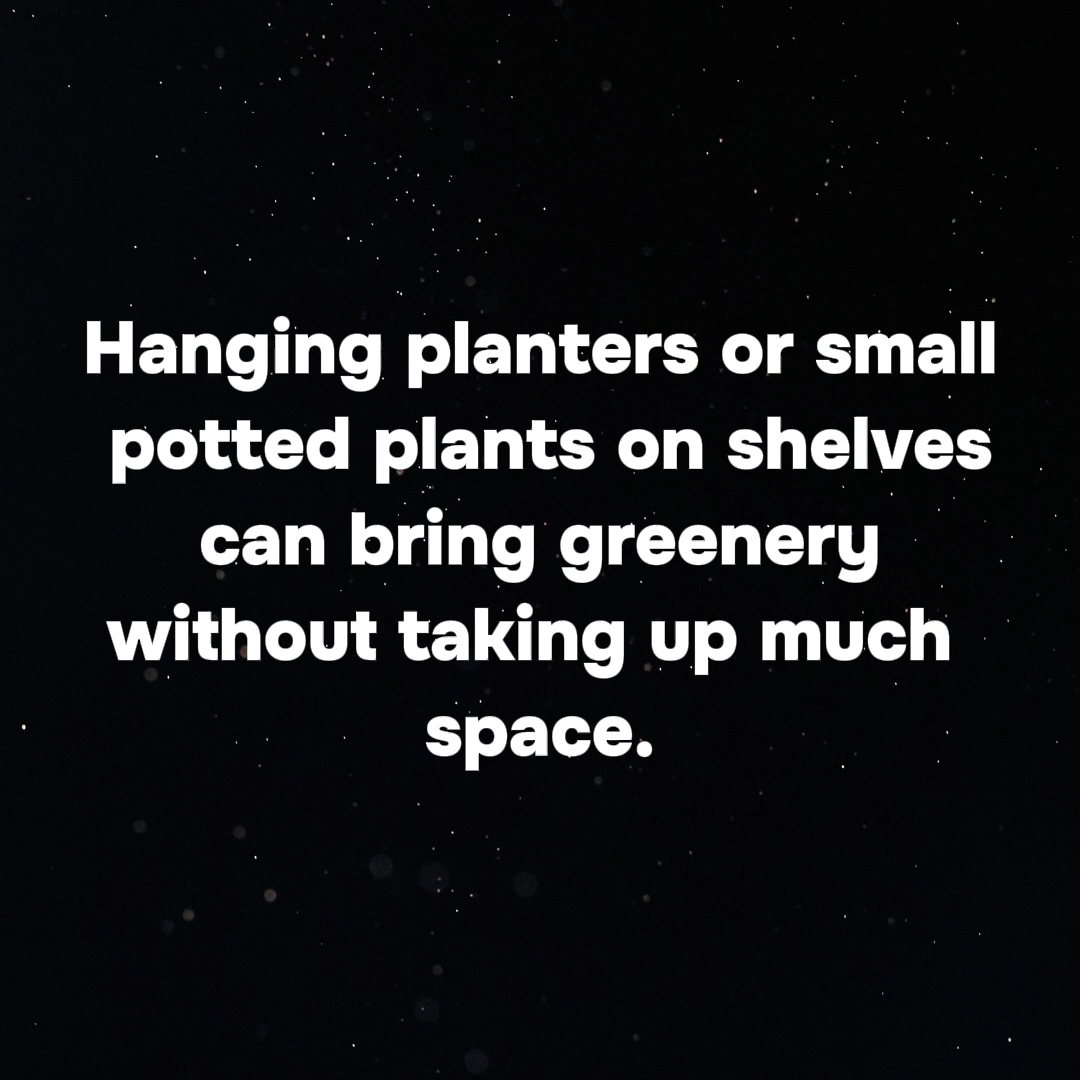 Hanging planters or small
potted plants on shelves
can bring greenery
without taking up much
space.